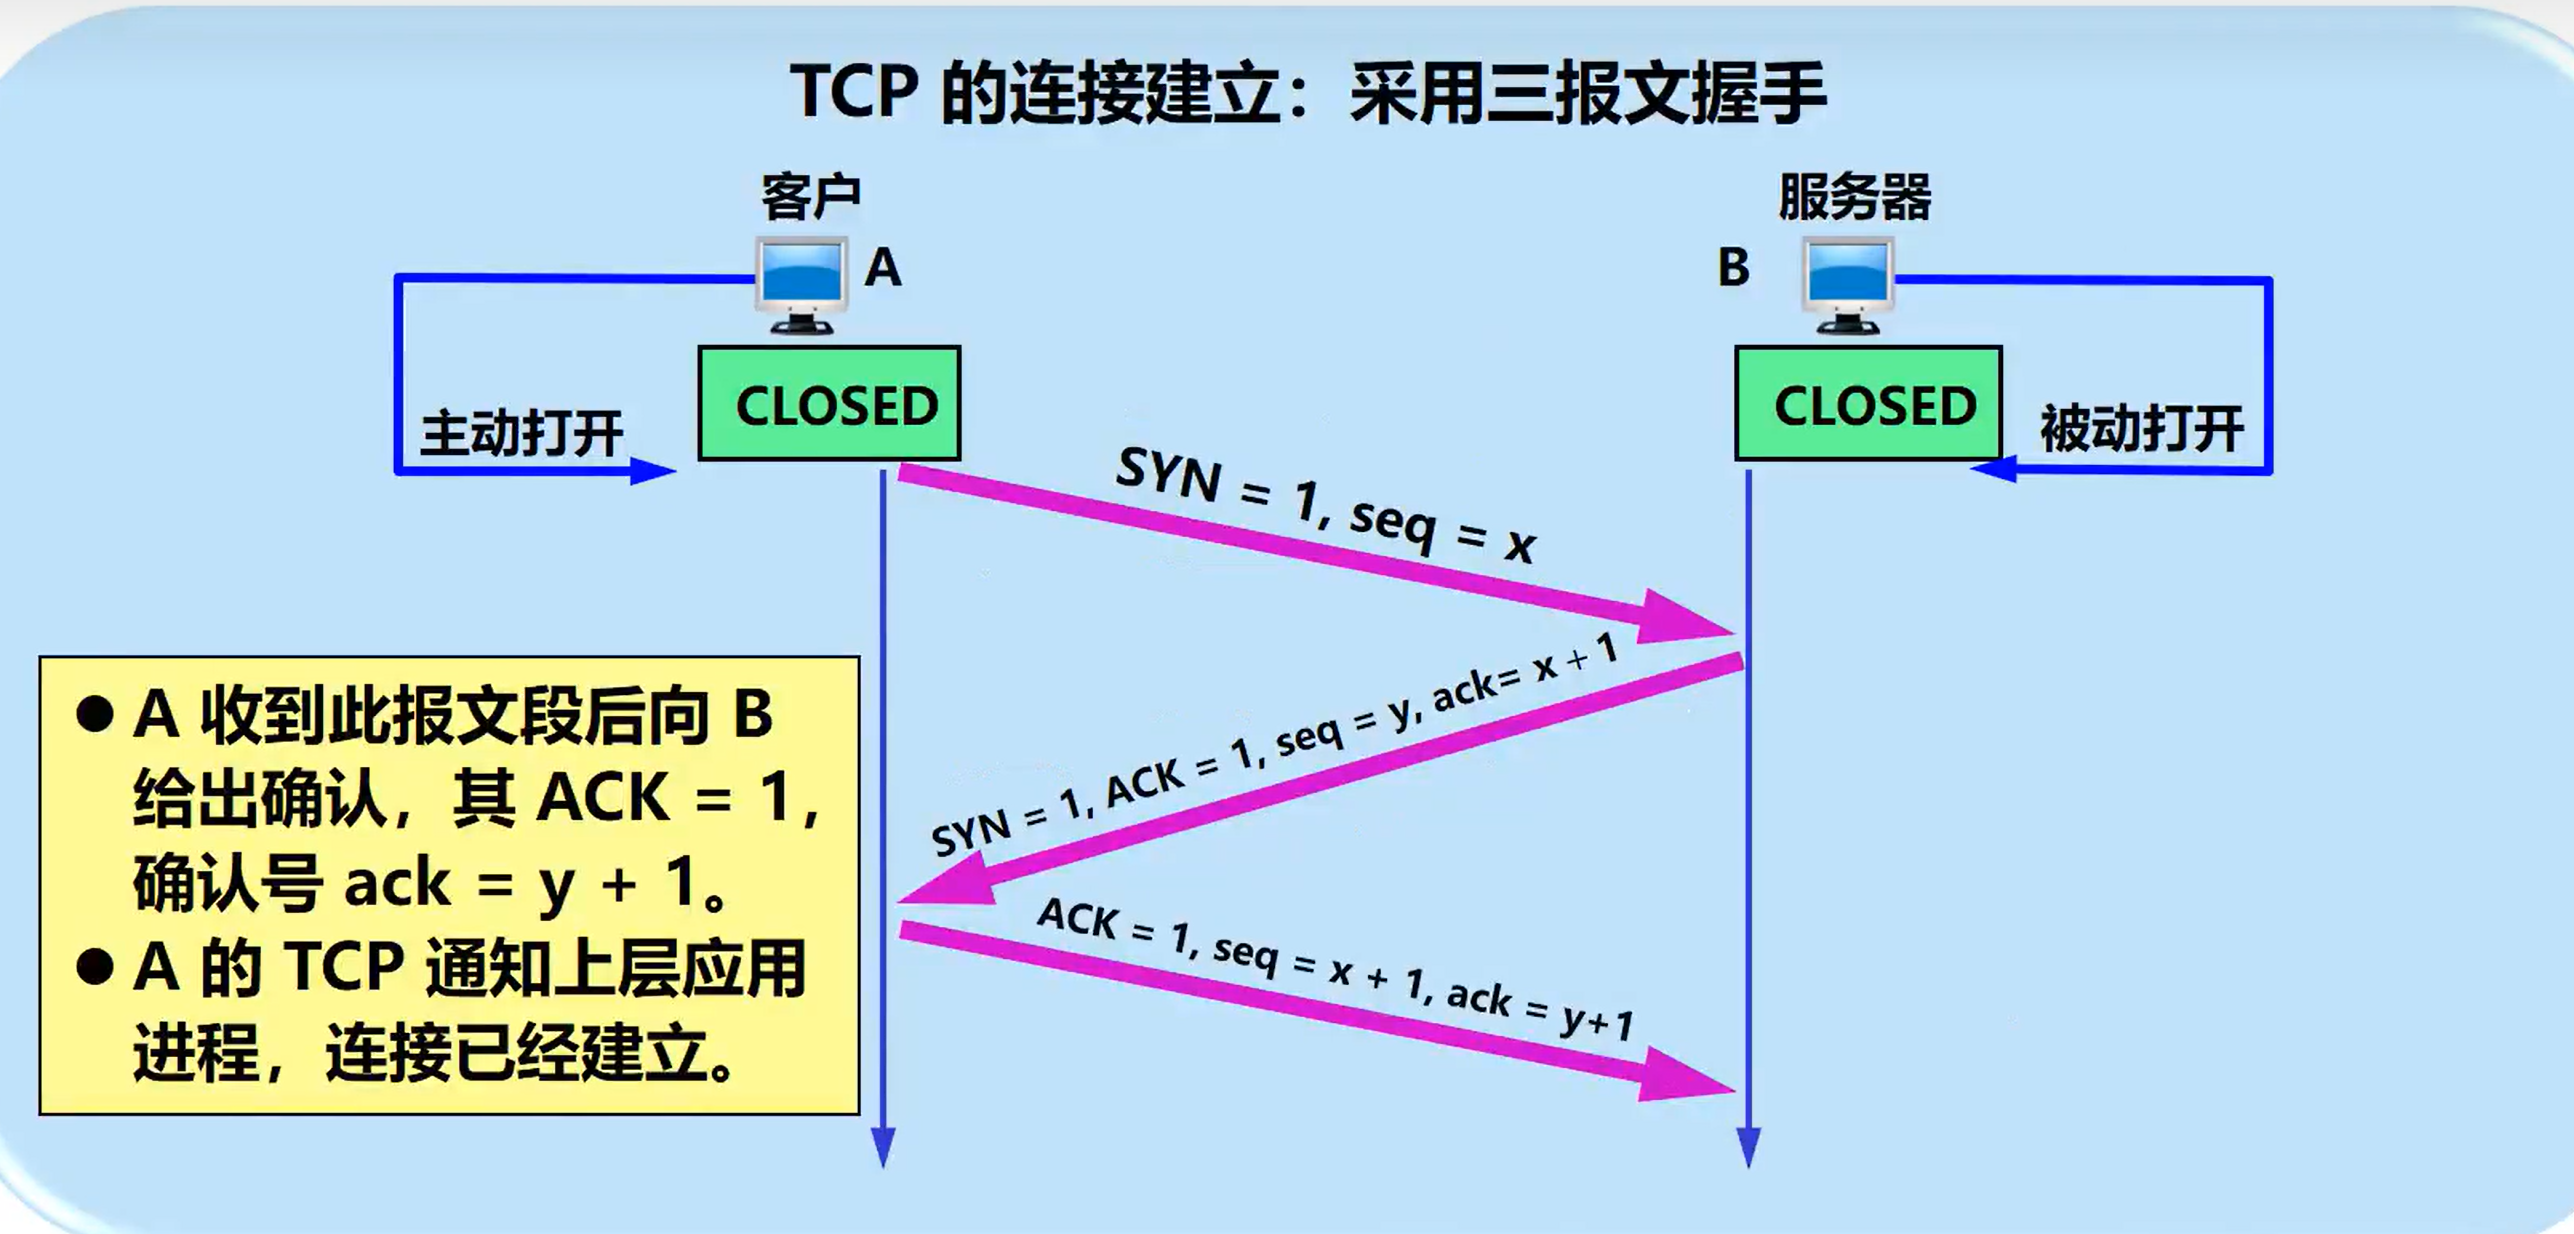 TCP 的连接建立：采用三报文握手
客户
服务器
A
B
CLOSED
CLOSED
主动打开
被动打开
SYN = 1, seq = x
SYN = 1, ACK = 1, seq = y, ack= x + 1
ACK = 1, seq = x + 1, ack = y+1
● A 收到此报文段后向 B
给出确认，其 ACK = 1，
确认号 ack = y + 1。
● A 的 TCP 通知上层应用
进程，连接已经建立。